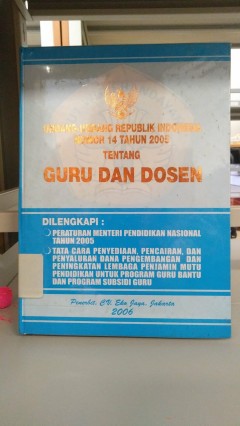 UNDANG-UNDANG REPUBLIK INDONESIA
NOMOR 14 TAHUN 2005
TENTANG
GURU DAN DOSEN
DILENGKAPI :
PERATURAN MENTERI PENDIDIKAN NASIONAL
TAHUN 2005
TATA CARA PENYEDIAAN, PENCAIRAN, DAN
PENYALURAN DANA PENGEMBANGAN DAN
PENINGKATAN LEMBAGA PENJAMIN MUTU
PENDIDIKAN UNTUK PROGRAM GURU BANTU
DAN PROGRAM SUBSIDI GURU
Penerbit. CV. Eko Jaya, Jakarta
2006